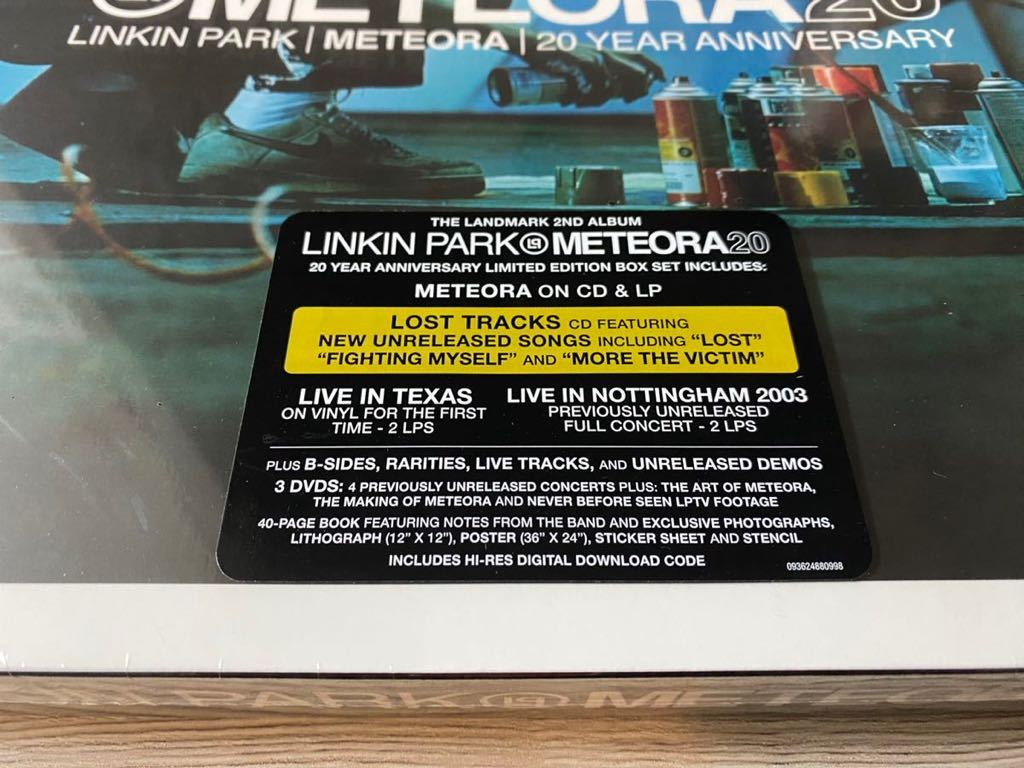 METEORA20
LINKIN PARK | METEORA | 20 YEAR ANNIVERSARY
THE LANDMARK 2ND ALBUM
LINKIN PARK METEORA20
20 YEAR ANNIVERSARY LIMITED EDITION BOX SET INCLUDES:
METEORA ON CD & LP
LOST TRACKS CD FEATURING
NEW UNRELEASED SONGS INCLUDING “LOST”
“FIGHTING MYSELF” AND “MORE THE VICTIM”
LIVE IN TEXAS
ON VINYL FOR THE FIRST
TIME - 2 LPS
LIVE IN NOTTINGHAM 2003
PREVIOUSLY UNRELEASED
FULL CONCERT - 2 LPS
PLUS B-SIDES, RARITIES, LIVE TRACKS, AND UNRELEASED DEMOS
3 DVDS: 4 PREVIOUSLY UNRELEASED CONCERTS PLUS: THE ART OF METEORA,
THE MAKING OF METEORA AND NEVER BEFORE SEEN LPTV FOOTAGE
40-PAGE BOOK FEATURING NOTES FROM THE BAND AND EXCLUSIVE PHOTOGRAPHS,
LITHOGRAPH (12” X 12”), POSTER (36” X 24”), STICKER SHEET AND STENCIL
INCLUDES HI-RES DIGITAL DOWNLOAD CODE
093624880998
PARK METEO